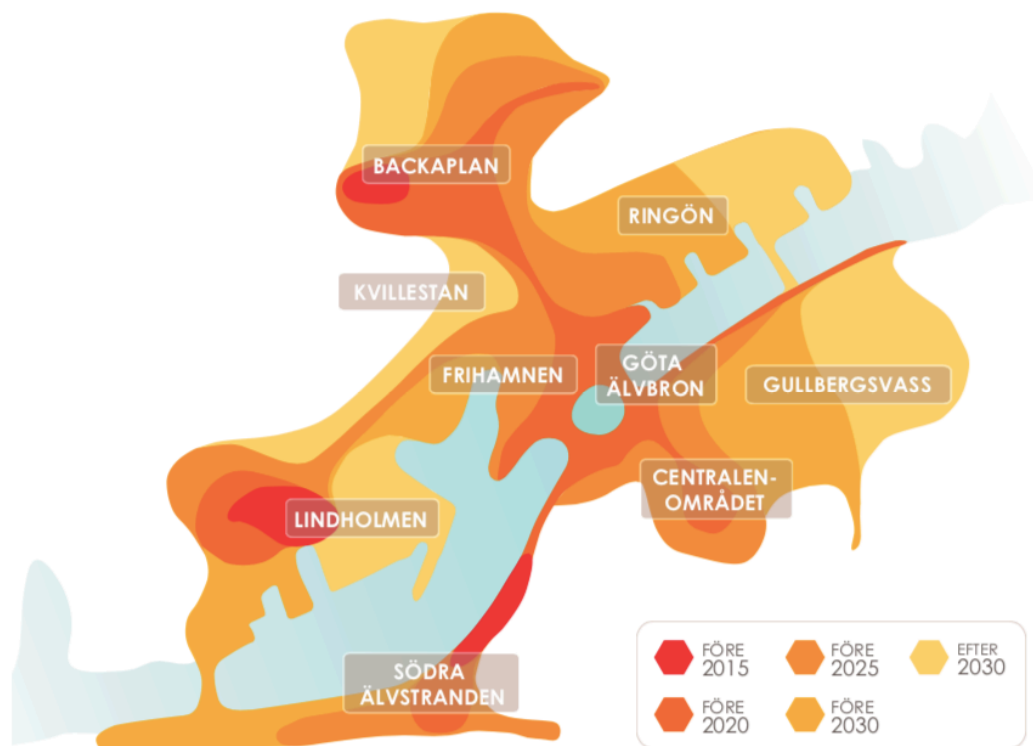 BACKAPLAN
RINGÖN
KVILLESTAN
FRIHAMNEN
GÖTA
ÄLVBRON
GULLBERGSVASS
CENTRALEN-
OMRÅDET
LINDHOLMEN
SÖDRA
ÄLVSTRANDEN
FÖRE
2015
FÖRE
2025
EFTER
2030
FÖRE
2020
FÖRE
2030